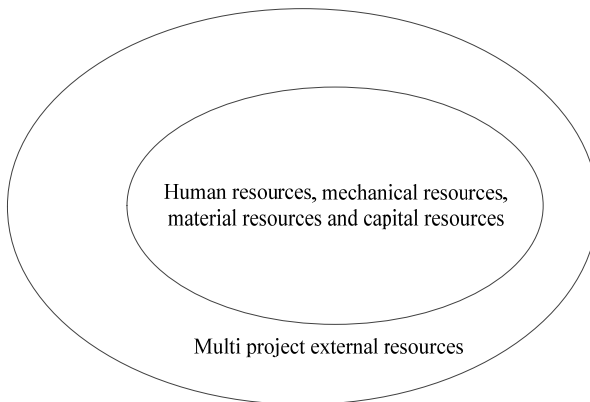 Human resources, mechanical resources,
material resources and capital resources
Multi project external resources